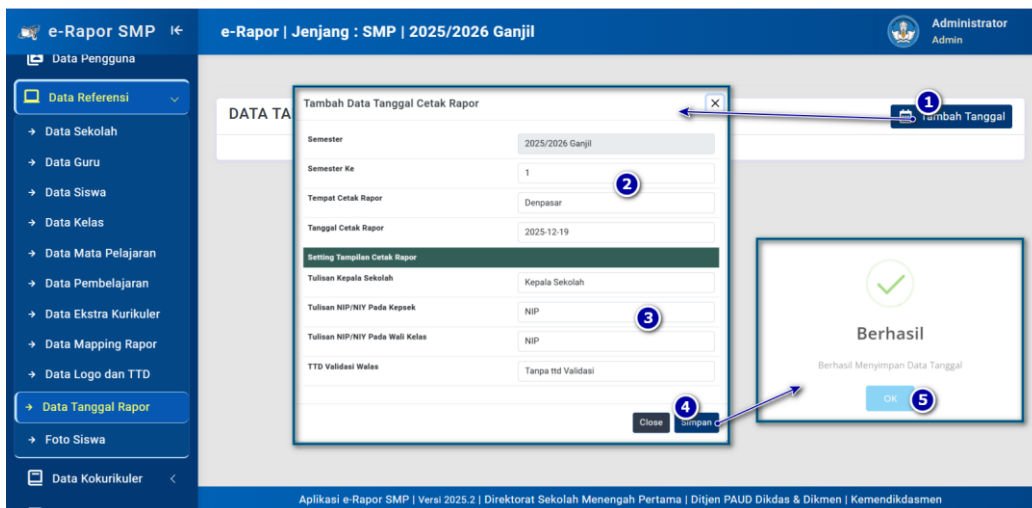 e-Rapor SMP
e-Rapor | Jenjang : SMP | 2025/2026 Ganjil
Administrator
Admin
Data Pengguna
Data Referensi
Data Sekolah
Data Guru
Data Siswa
Data Kelas
Data Mata Pelajaran
Data Pembelajaran
Data Ekstra Kurikuler
Data Mapping Rapor
Data Logo dan TTD
Data Tanggal Rapor
Foto Siswa
Data Kokurikuler
DATA TA
1
Tambah Tanggal
Tambah Data Tanggal Cetak Rapor
Semester
2025/2026 Ganjil
Semester Ke
1
2
Tempat Cetak Rapor
Denpasar
Tanggal Cetak Rapor
2025-12-19
Setting Tampilan Cetak Rapor
Tulisan Kepala Sekolah
Kepala Sekolah
Tulisan NIP/NIY Pada Kepsek
NIP
3
Tulisan NIP/NIY Pada Wali Kelas
NIP
TTD Validasi Walas
Tanpa ttd Validasi
4
Close
Simpan
Berhasil
Berhasil Menyimpan Data Tanggal
OK
5
Aplikasi e-Rapor SMP | Versi 2025.2 | Direktorat Sekolah Menengah Pertama | Ditjen PAUD Dikdas & Dikmen | Kemendikdasmen